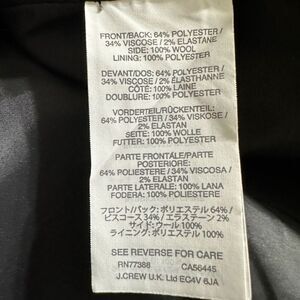 FRONT/BACK: 64% POLYESTER/
34% VISCOSE / 2% ELASTANE
SIDE: 100% WOOL
LINING: 100% POLYESTER
DEVANT/DOS: 64% POLYESTER/
34% VISCOSE / 2% ÉLASTHANNE
CÔTÉ: 100% LAINE
DOUBLURE: 100% POLYESTER
VORDERTEIL/RÜCKENTEIL:
64% POLYESTER / 34% VISKOSE /
2% ELASTAN
SEITE: 100% WOLLE
FUTTER: 100% POLYESTER
PARTE FRONTALE/PARTE
POSTERIORE:
64% POLIESTERE / 34% VISCOSA /
2% ELASTAN
PARTE LATERALE: 100% LANA
FODERA: 100% POLIESTERE
フロント/バック: ポリエステル 64% /
ビスコース 34% / エラステーン 2%
サイド: ウール 100%
ライニング: ポリエステル 100%
SEE REVERSE FOR CARE
RN77388 CA56445
J.CREW U.K. Ltd EC4V 6JA